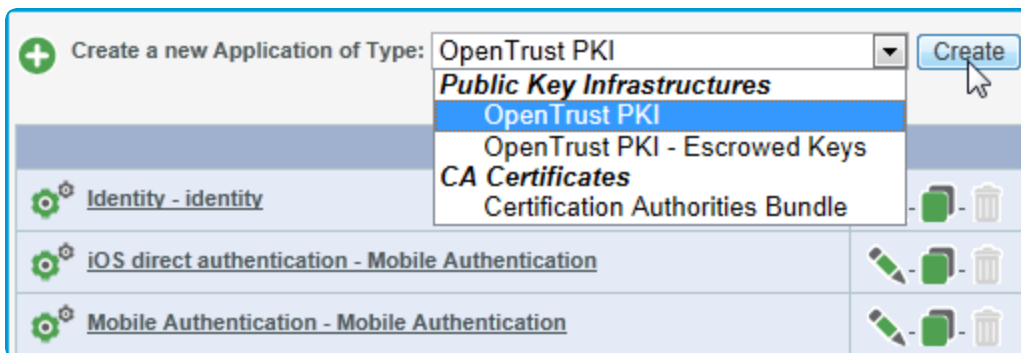 Create a new Application of Type: OpenTrust PKI Create
Public Key Infrastructures
OpenTrust PKI
OpenTrust PKI - Escrowed Keys
CA Certificates
Certification Authorities Bundle
Identity - identity
iOS direct authentication - Mobile Authentication
Mobile Authentication - Mobile Authentication